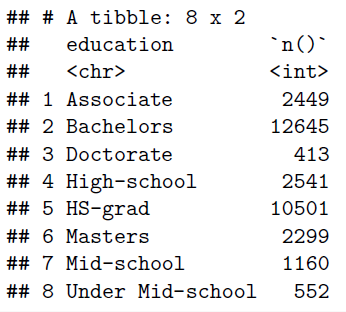 ## # A tibble: 8 x 2
##   education        `n()`
##   <chr>            <int>
## 1 Associate         2449
## 2 Bachelors        12645
## 3 Doctorate          413
## 4 High-school       2541
## 5 HS-grad          10501
## 6 Masters           2299
## 7 Mid-school        1160
## 8 Under Mid-school   552